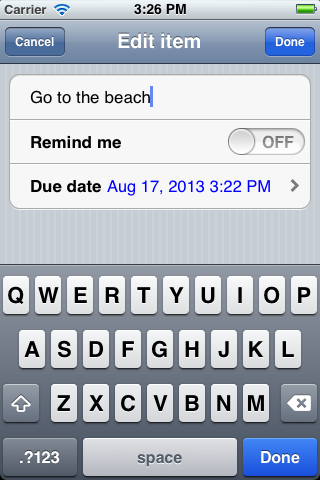 Carrier 3:26 PM
Cancel Edit item Done
Go to the beach
Remind me OFF
Due date Aug 17, 2013 3:22 PM
Q W E R T Y U I O P
A S D F G H J K L
Z X C V B N M
.?123 space Done